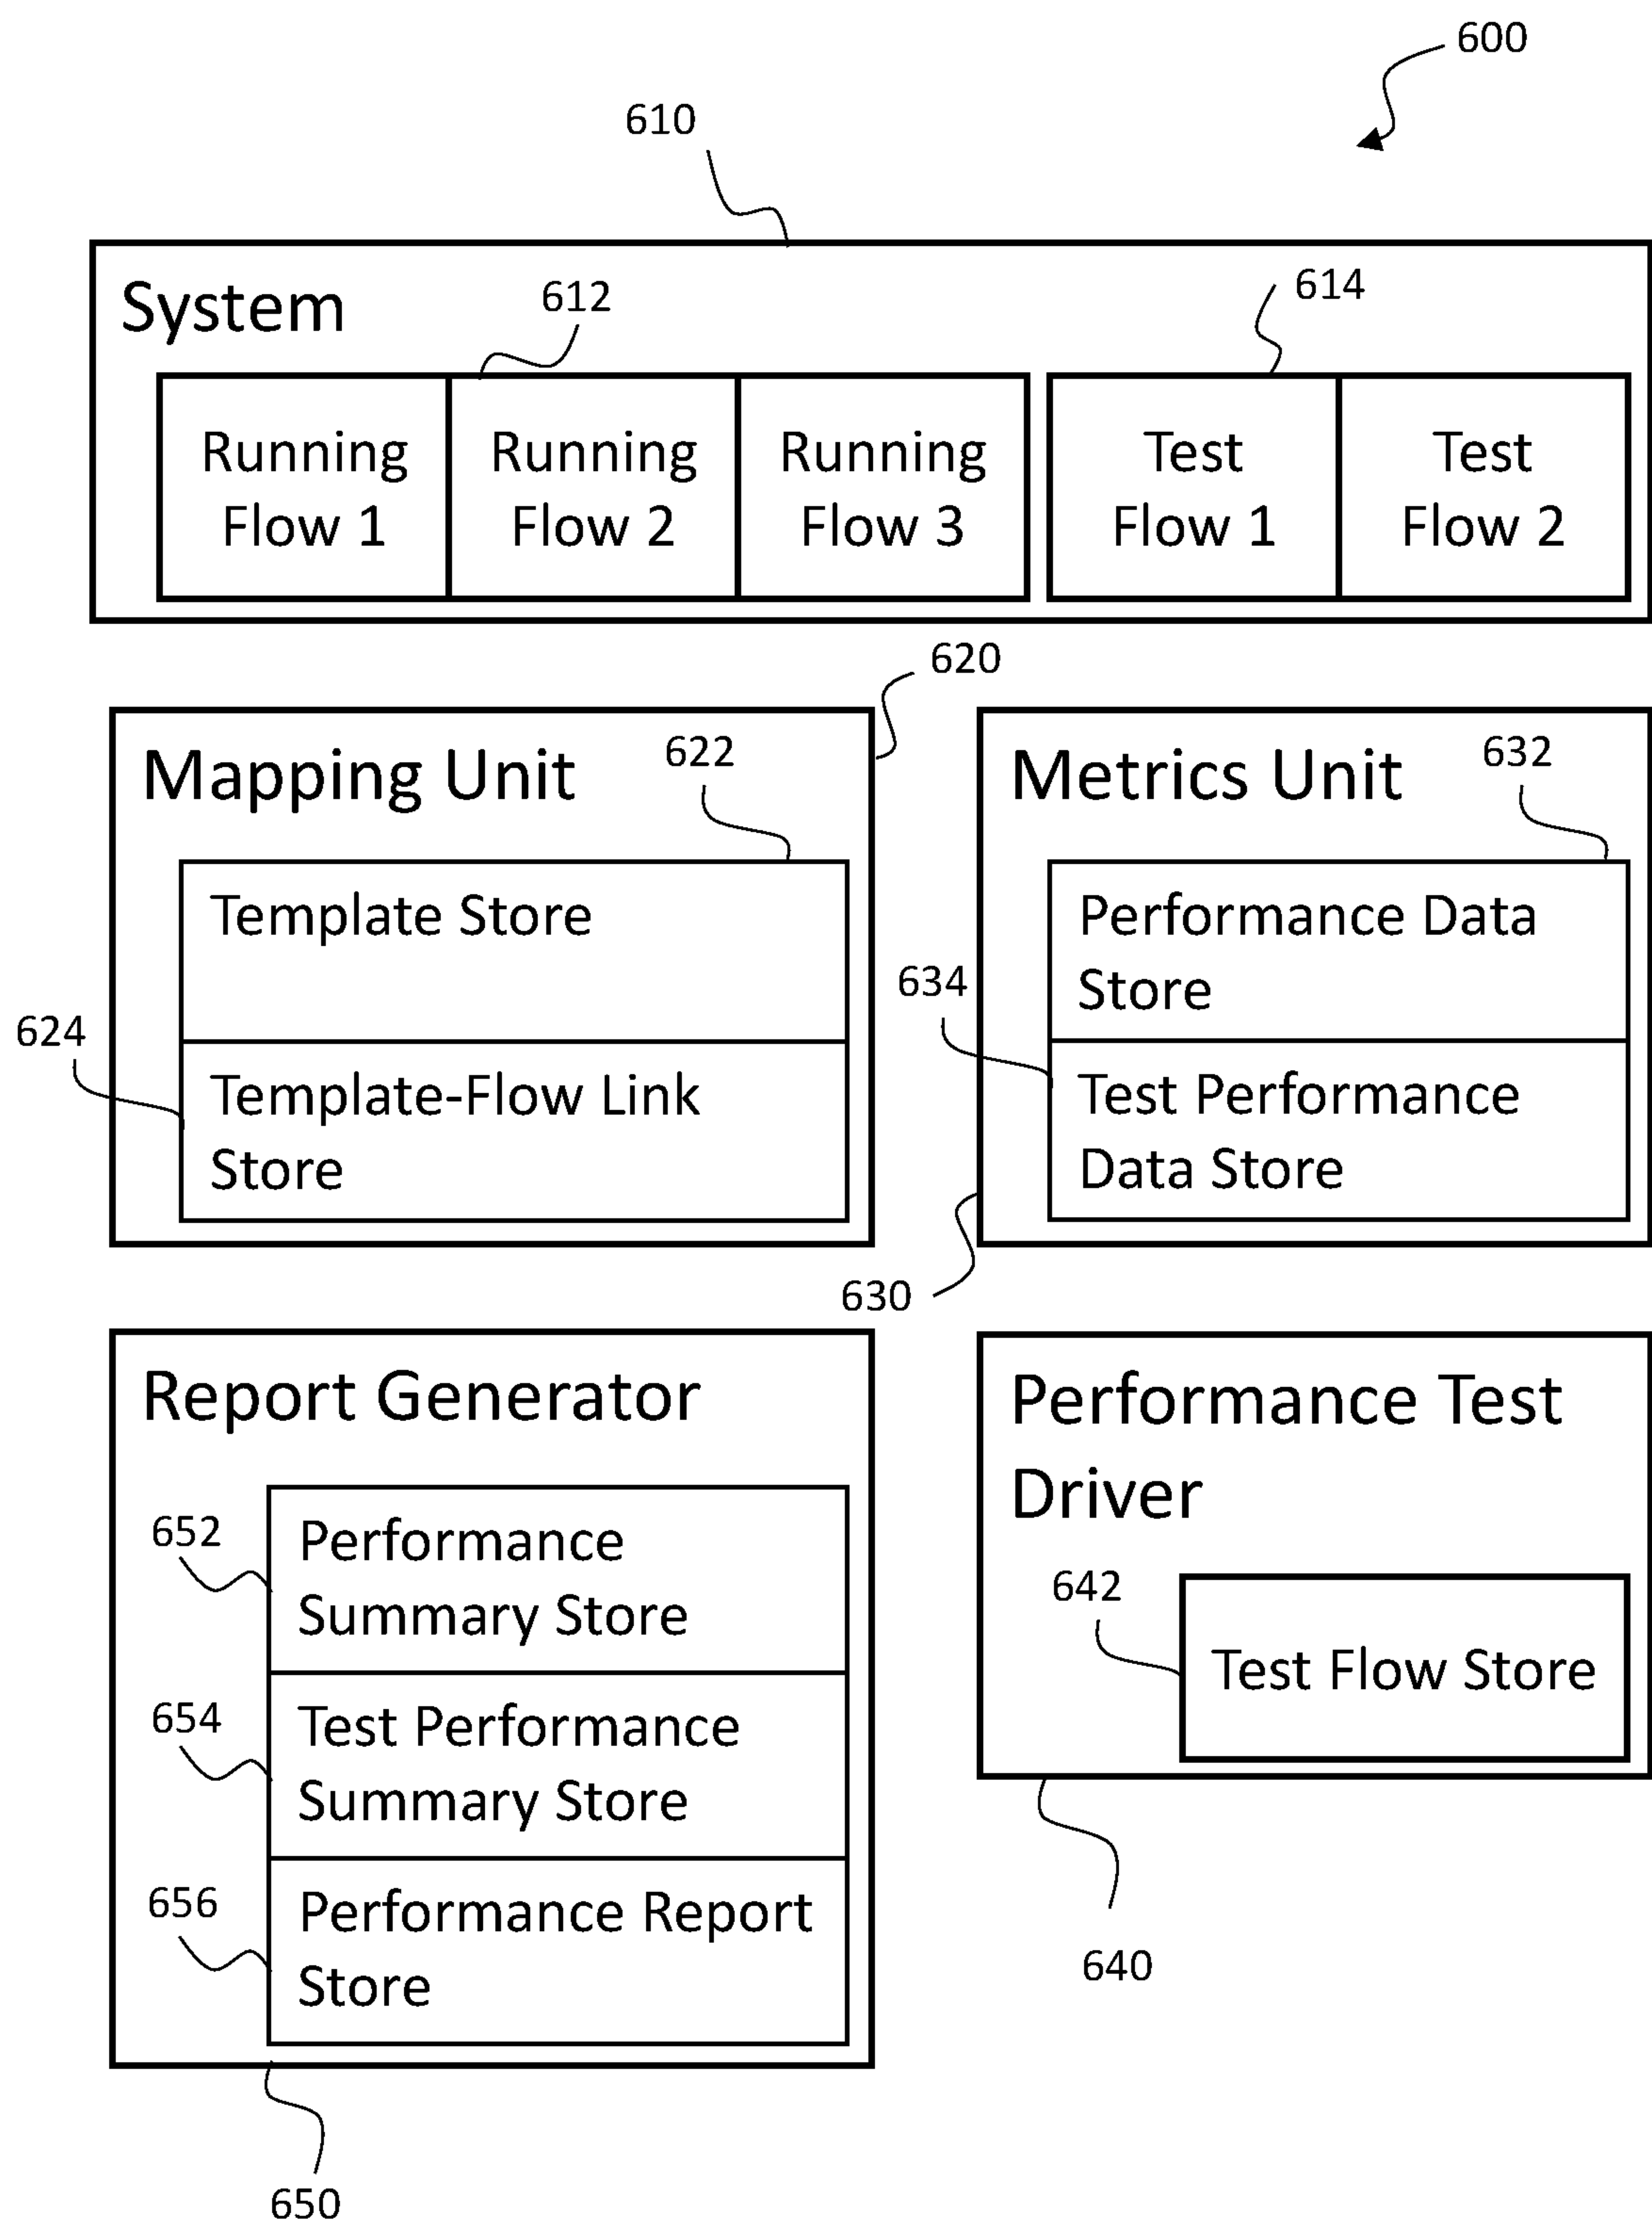 600
610
System
612
614
Running Flow 1
Running Flow 2
Running Flow 3
Test Flow 1
Test Flow 2
620
Mapping Unit
622
Template Store
624
Template-Flow Link
Store
Metrics Unit
632
Performance Data
Store
634
Test Performance
Data Store
630
Report Generator
652
Performance
Summary Store
654
Test Performance
Summary Store
656
Performance Report
Store
650
Performance Test
Driver
642
Test Flow Store
640